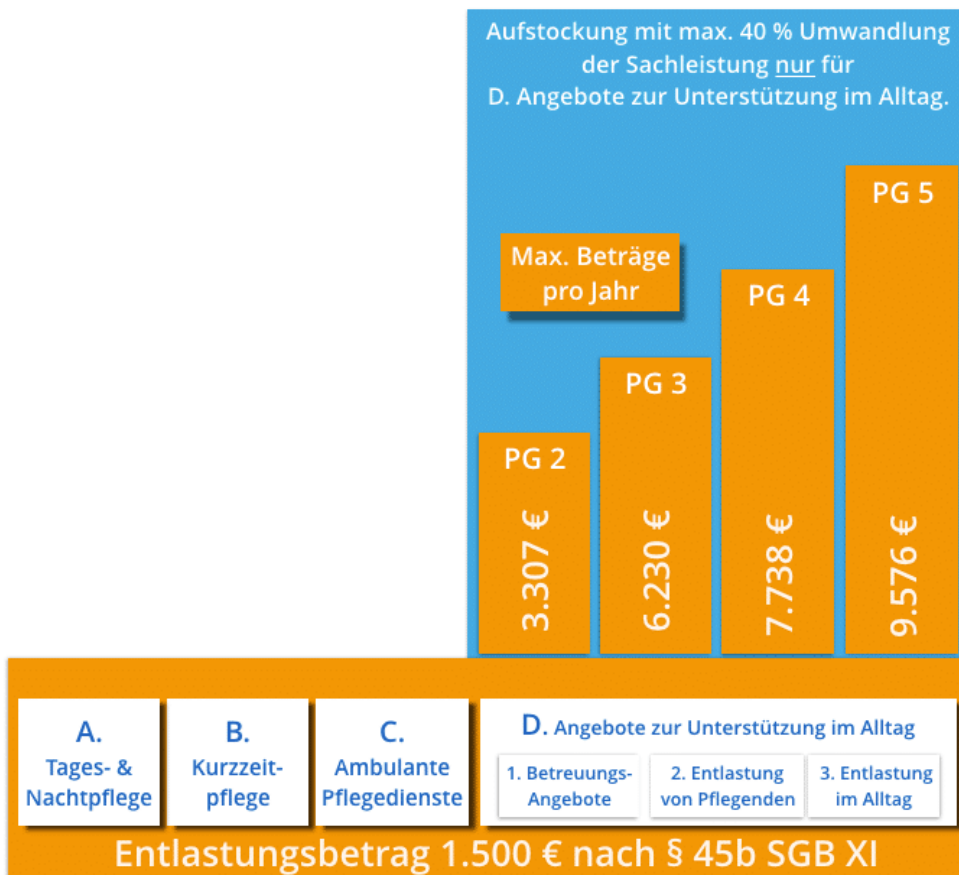 Aufstockung mit max. 40 % Umwandlung
der Sachleistung nur für
D. Angebote zur Unterstützung im Alltag.
Max. Beträge
pro Jahr
PG 2
3.307 €
PG 3
6.230 €
PG 4
7.738 €
PG 5
9.576 €
A.
Tages- &
Nachtpflege
B.
Kurzzeit-
pflege
C.
Ambulante
Pflegedienste
D. Angebote zur Unterstützung im Alltag
1. Betreuungs-
Angebote
2. Entlastung
von Pflegenden
3. Entlastung
im Alltag
Entlastungsbetrag 1.500 € nach § 45b SGB XI